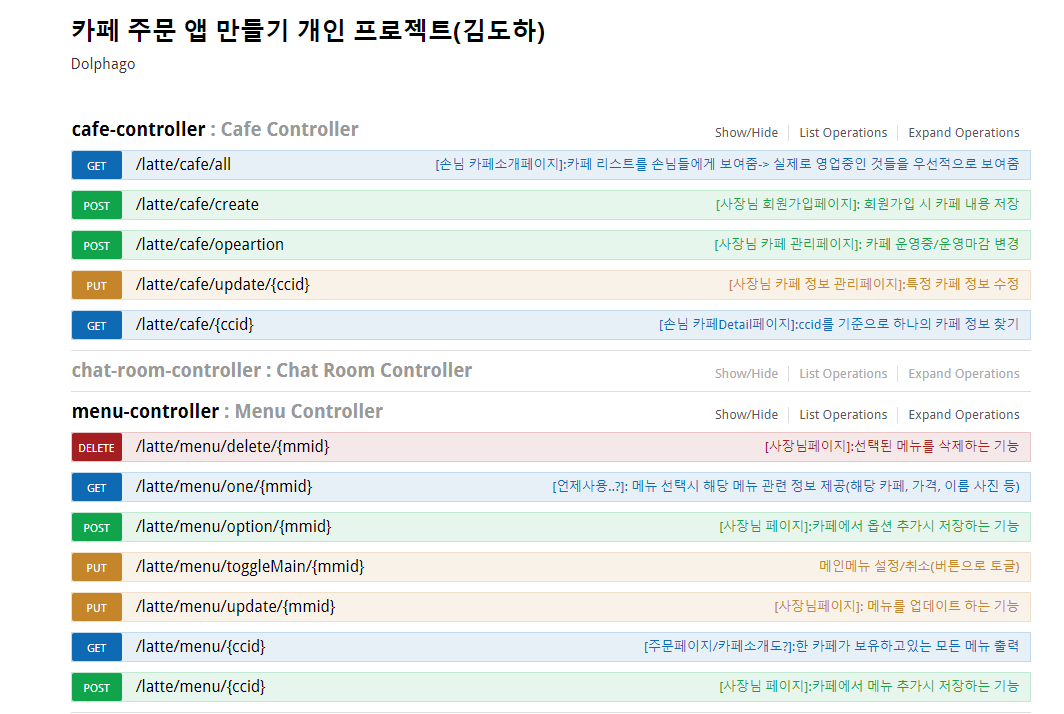 카페 주문 앱 만들기 개인 프로젝트(김도하)
Dolphago
cafe-controller : Cafe Controller Show/Hide List Operations Expand Operations
GET /latte/cafe/all [손님 카페소개페이지]:카페 리스트를 손님들에게 보여줌-> 실제로 영업중인 것들을 우선적으로 보여줌
POST /latte/cafe/create [사장님 회원가입페이지]: 회원가입 시 카페 내용 저장
POST /latte/cafe/opeartion [사장님 카페 관리페이지]: 카페 운영중/운영마감 변경
PUT /latte/cafe/update/{ccid} [사장님 카페 정보 관리페이지]:특정 카페 정보 수정
GET /latte/cafe/{ccid} [손님 카페Detail페이지]:ccid를 기준으로 하나의 카페 정보 찾기
chat-room-controller : Chat Room Controller Show/Hide List Operations Expand Operations
menu-controller : Menu Controller Show/Hide List Operations Expand Operations
DELETE /latte/menu/delete/{mmid} [사장님페이지]:선택된 메뉴를 삭제하는 기능
GET /latte/menu/one/{mmid} [언제사용..?]: 메뉴 선택시 해당 메뉴 관련 정보 제공(해당 카페, 가격, 이름 사진 등)
POST /latte/menu/option/{mmid} [사장님 페이지]:카페에서 옵션 추가시 저장하는 기능
PUT /latte/menu/toggleMain/{mmid} 메인메뉴 설정/취소(버튼으로 토글)
PUT /latte/menu/update/{mmid} [사장님페이지]: 메뉴를 업데이트 하는 기능
GET /latte/menu/{ccid} [주문페이지/카페소개도?]:한 카페가 보유하고있는 모든 메뉴 출력
POST /latte/menu/{ccid} [사장님 페이지]:카페에서 메뉴 추가시 저장하는 기능